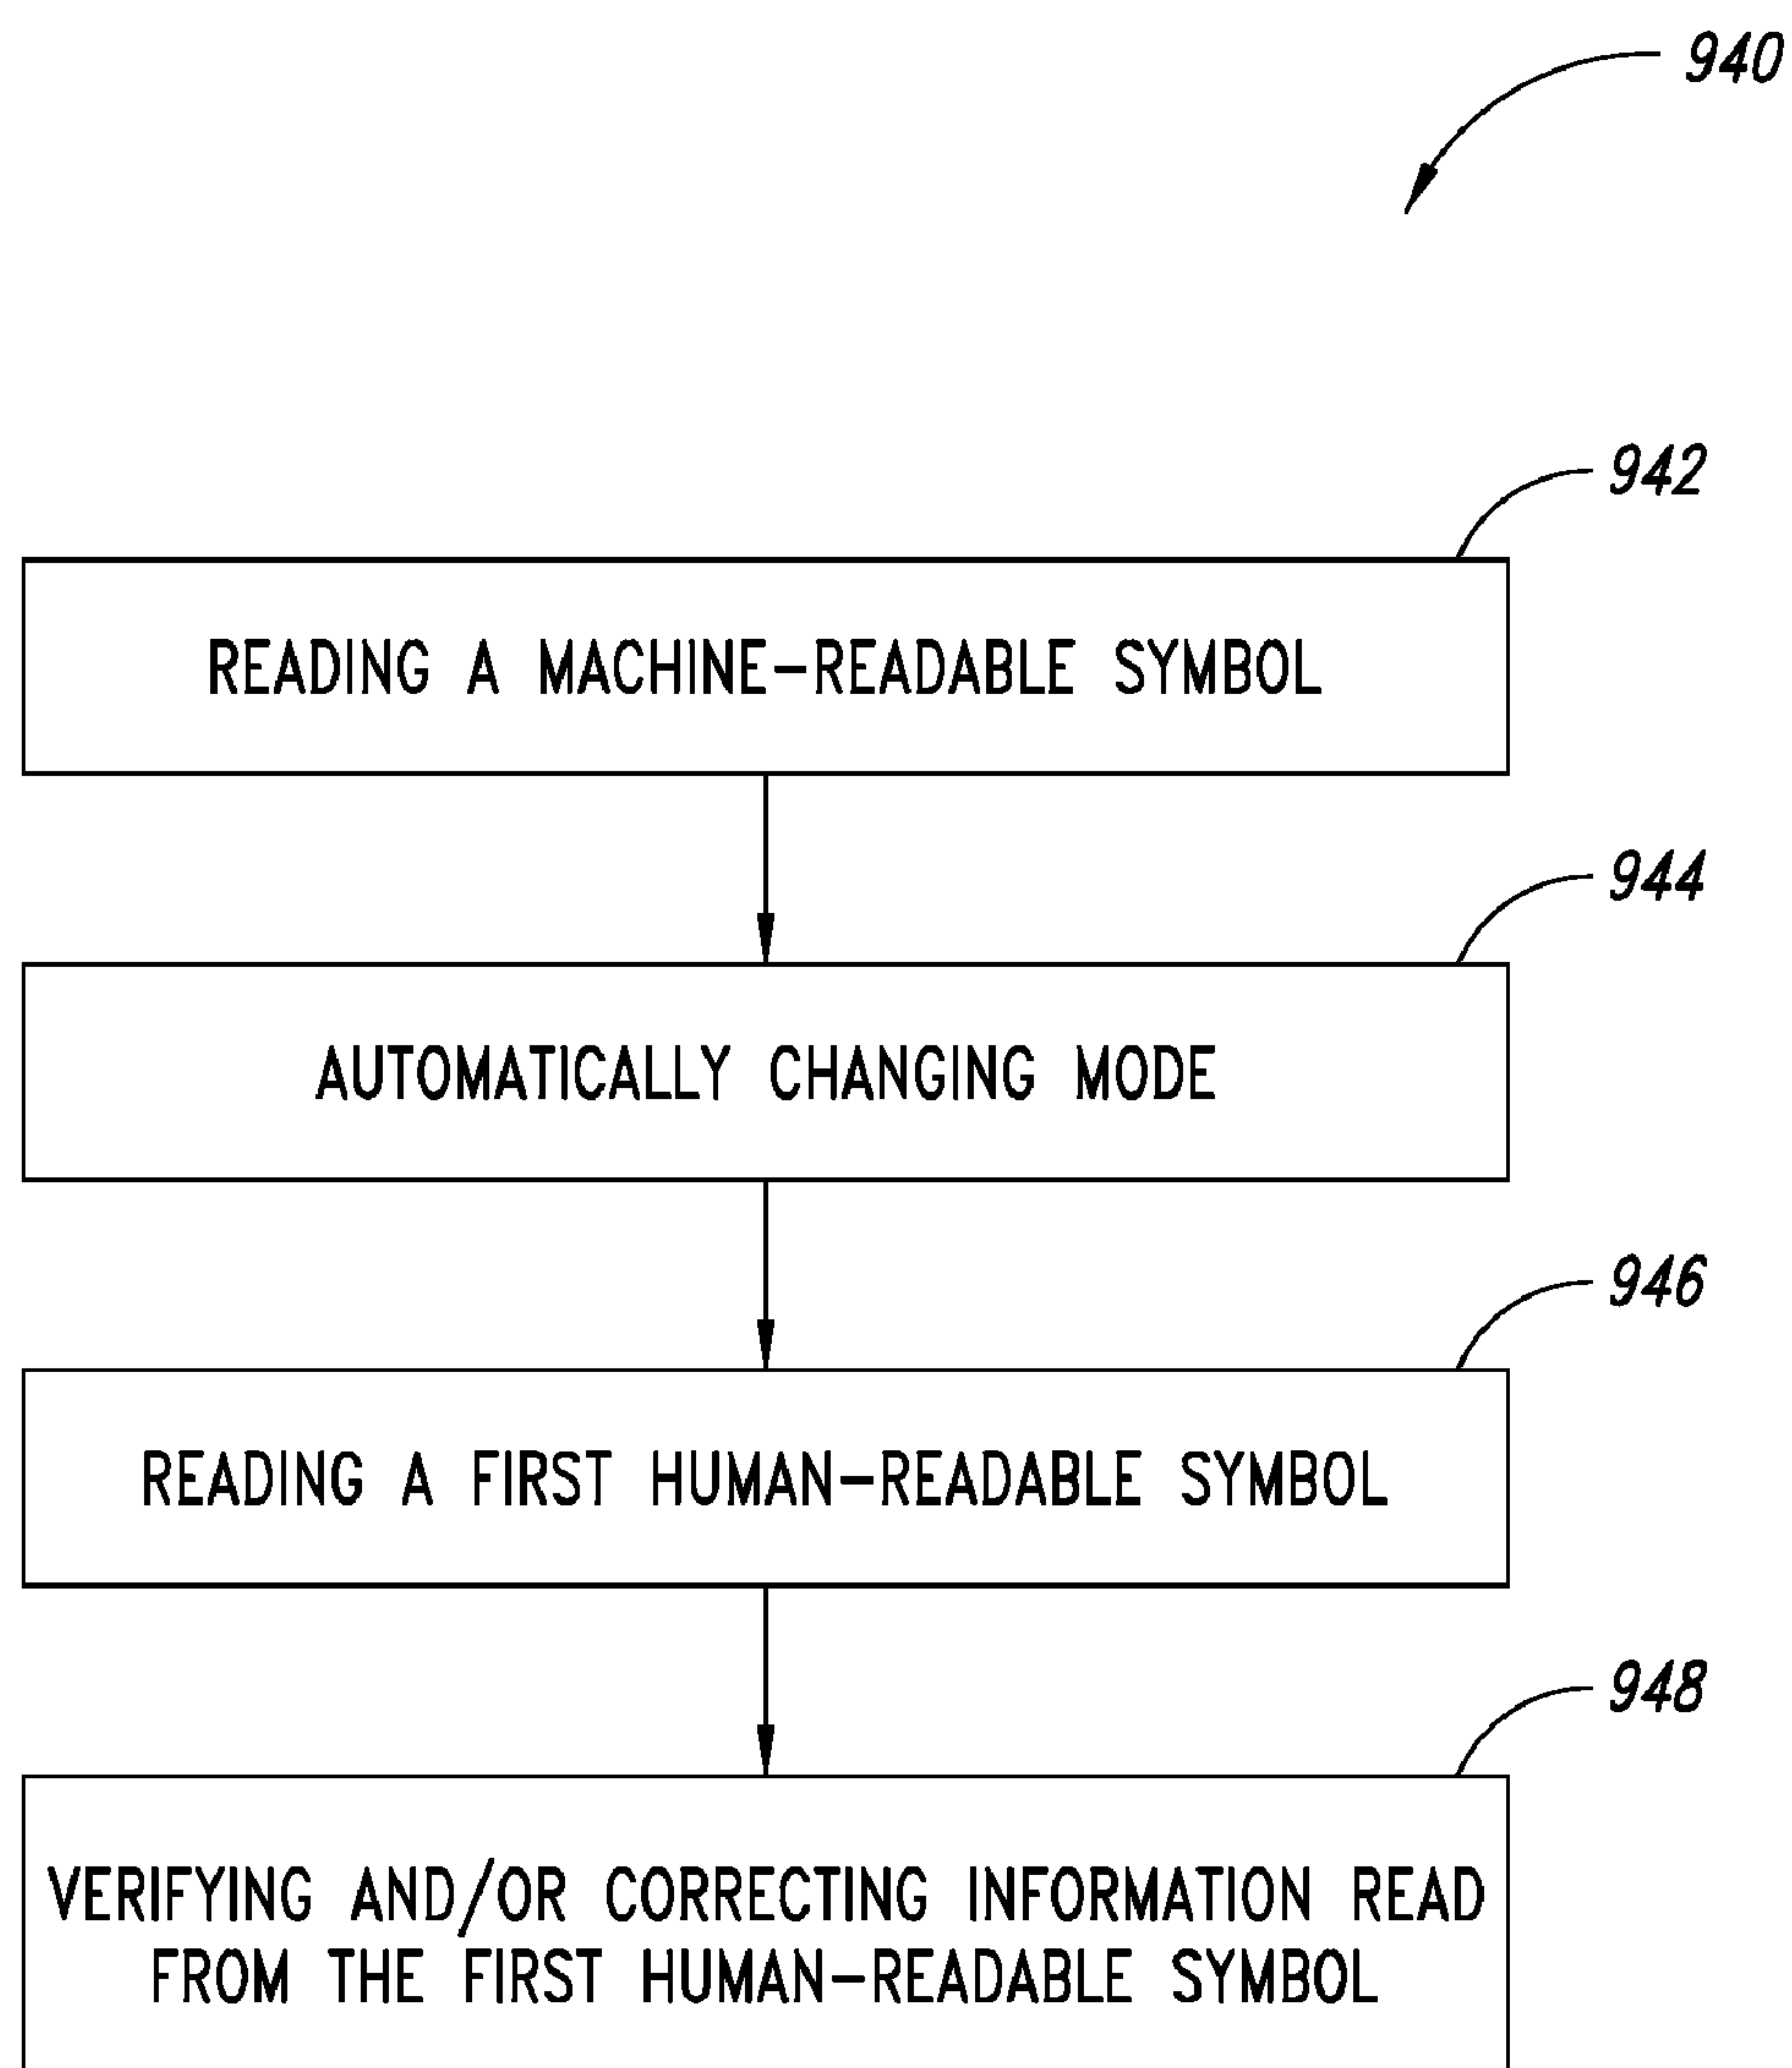 940
942
READING A MACHINE-READABLE SYMBOL
944
AUTOMATICALLY CHANGING MODE
946
READING A FIRST HUMAN-READABLE SYMBOL
948
VERIFYING AND/OR CORRECTING INFORMATION READ
FROM THE FIRST HUMAN-READABLE SYMBOL